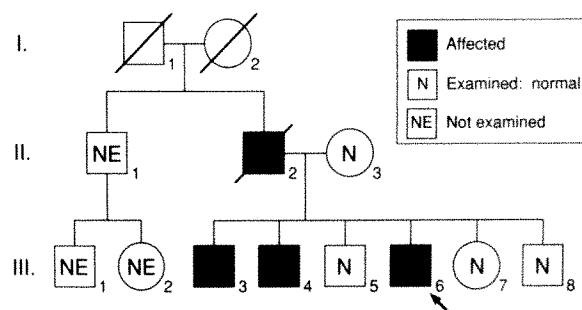 I.
1
2
Affected
N Examined: normal
NE Not examined
II.
NE 1
2
N 3
III.
NE 1
NE 2
3
4
N 5
6
N 7
N 8